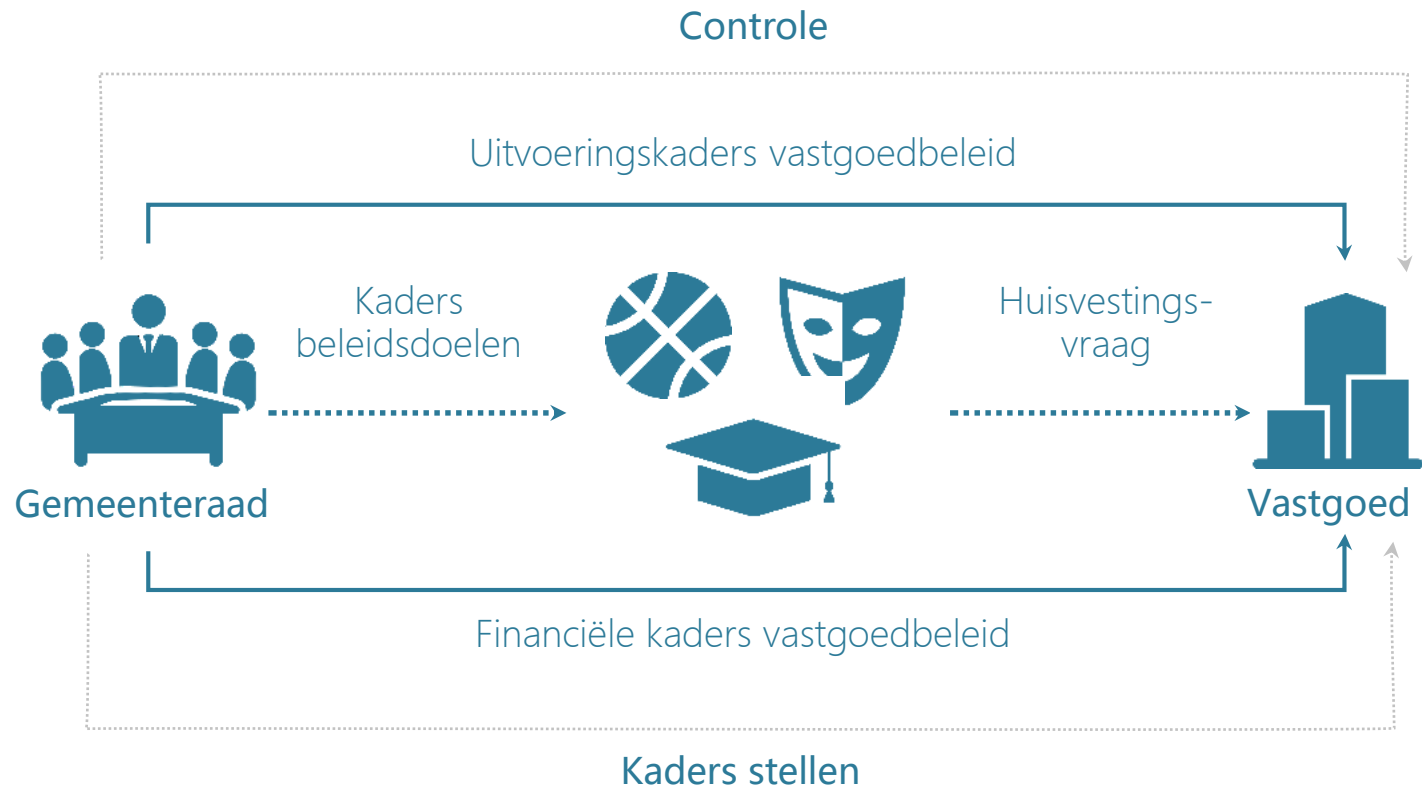 Controle
Uitvoeringskaders vastgoedbeleid
Kaders
beleidsdoelen
Huisvestings-
vraag
Gemeenteraad
Vastgoed
Financiële kaders vastgoedbeleid
Kaders stellen